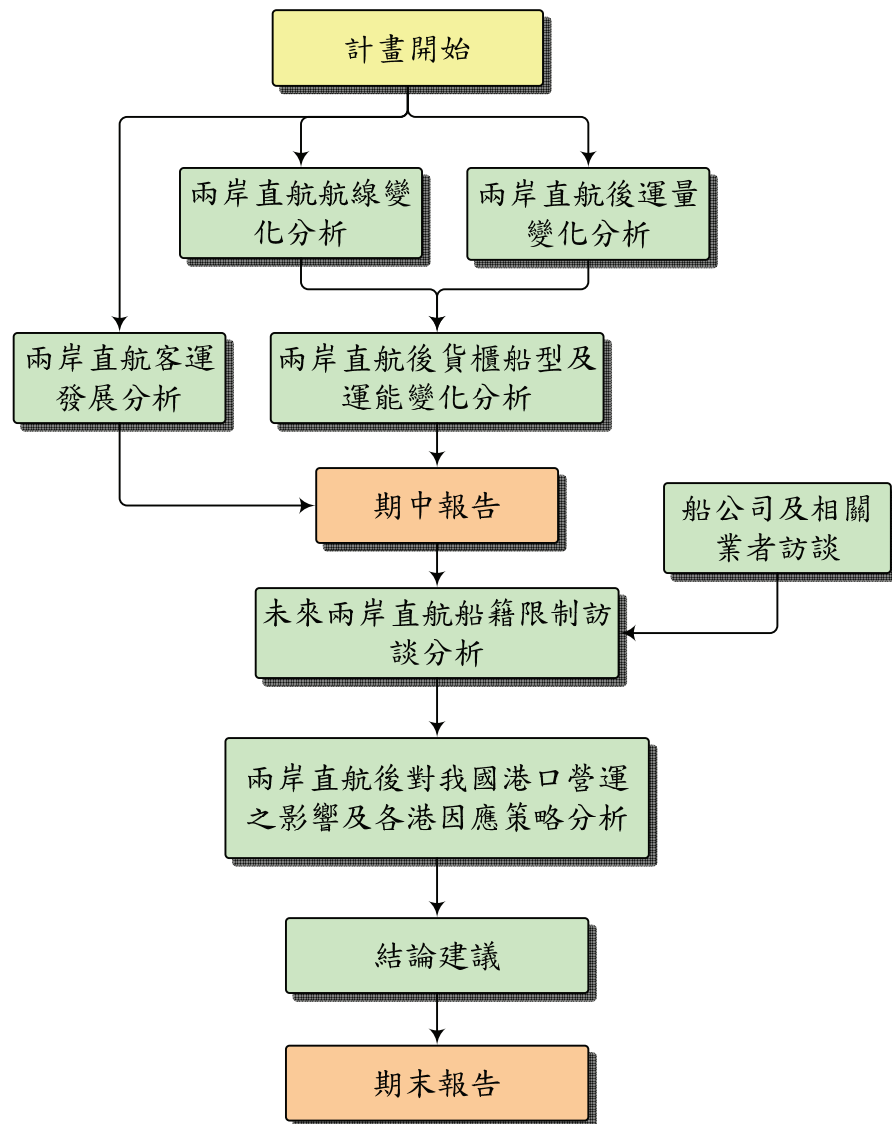 計畫開始
兩岸直航航線變
化分析
兩岸直航後運量
變化分析
兩岸直航客運
發展分析
兩岸直航後貨櫃船型及
運能變化分析
期中報告
船公司及相關
業者訪談
未來兩岸直航船籍限制訪
談分析
兩岸直航後對我國港口營運
之影響及各港因應策略分析
結論建議
期末報告